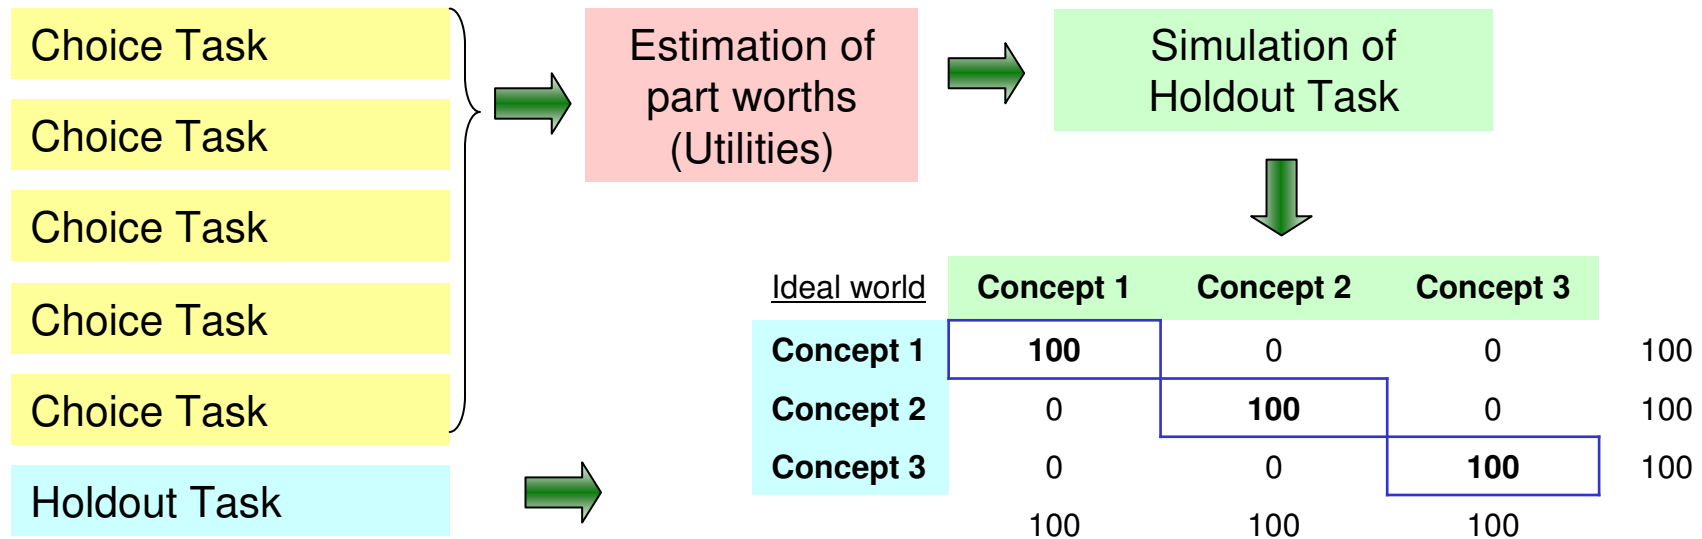 Choice Task
Choice Task
Choice Task
Choice Task
Choice Task
Holdout Task
Estimation of
part worths
(Utilities)
Simulation of
Holdout Task
Ideal world Concept 1 Concept 2 Concept 3
Concept 1 100 0 0 100
Concept 2 0 100 0 100
Concept 3 0 0 100 100
100 100 100